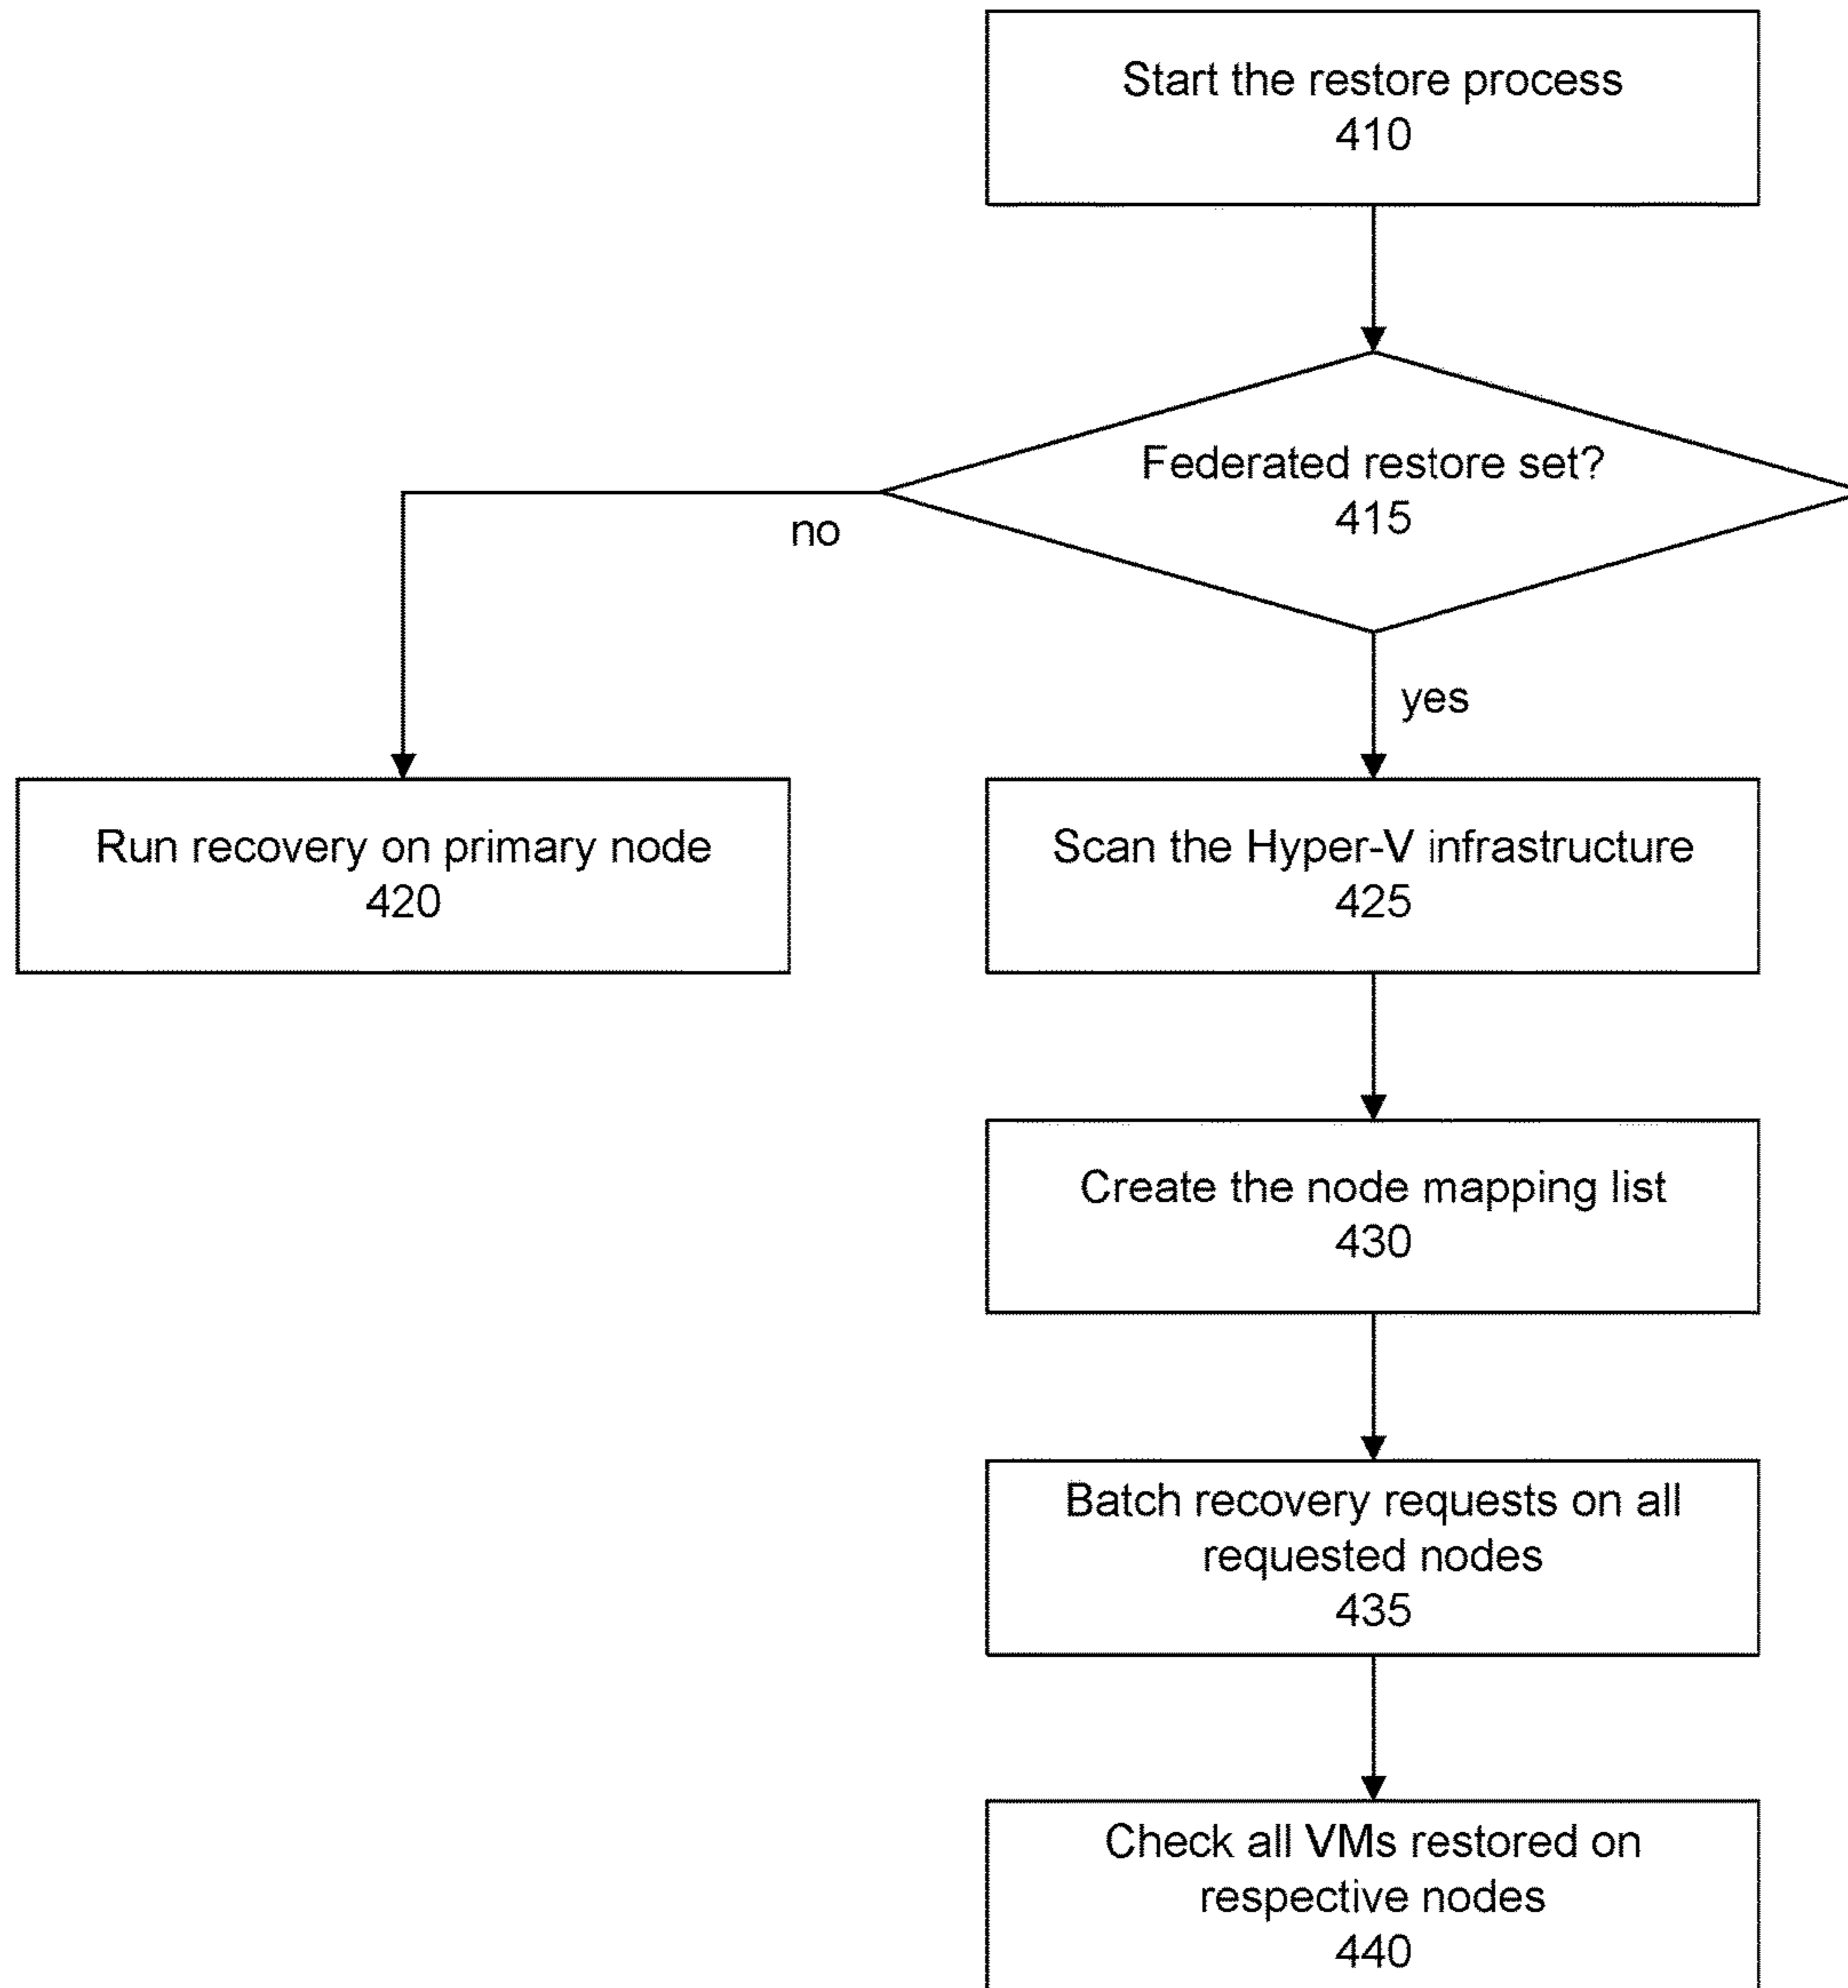 Start the restore process
410
Federated restore set?
415
no
yes
Run recovery on primary node
420
Scan the Hyper-V infrastructure
425
Create the node mapping list
430
Batch recovery requests on all
requested nodes
435
Check all VMs restored on
respective nodes
440